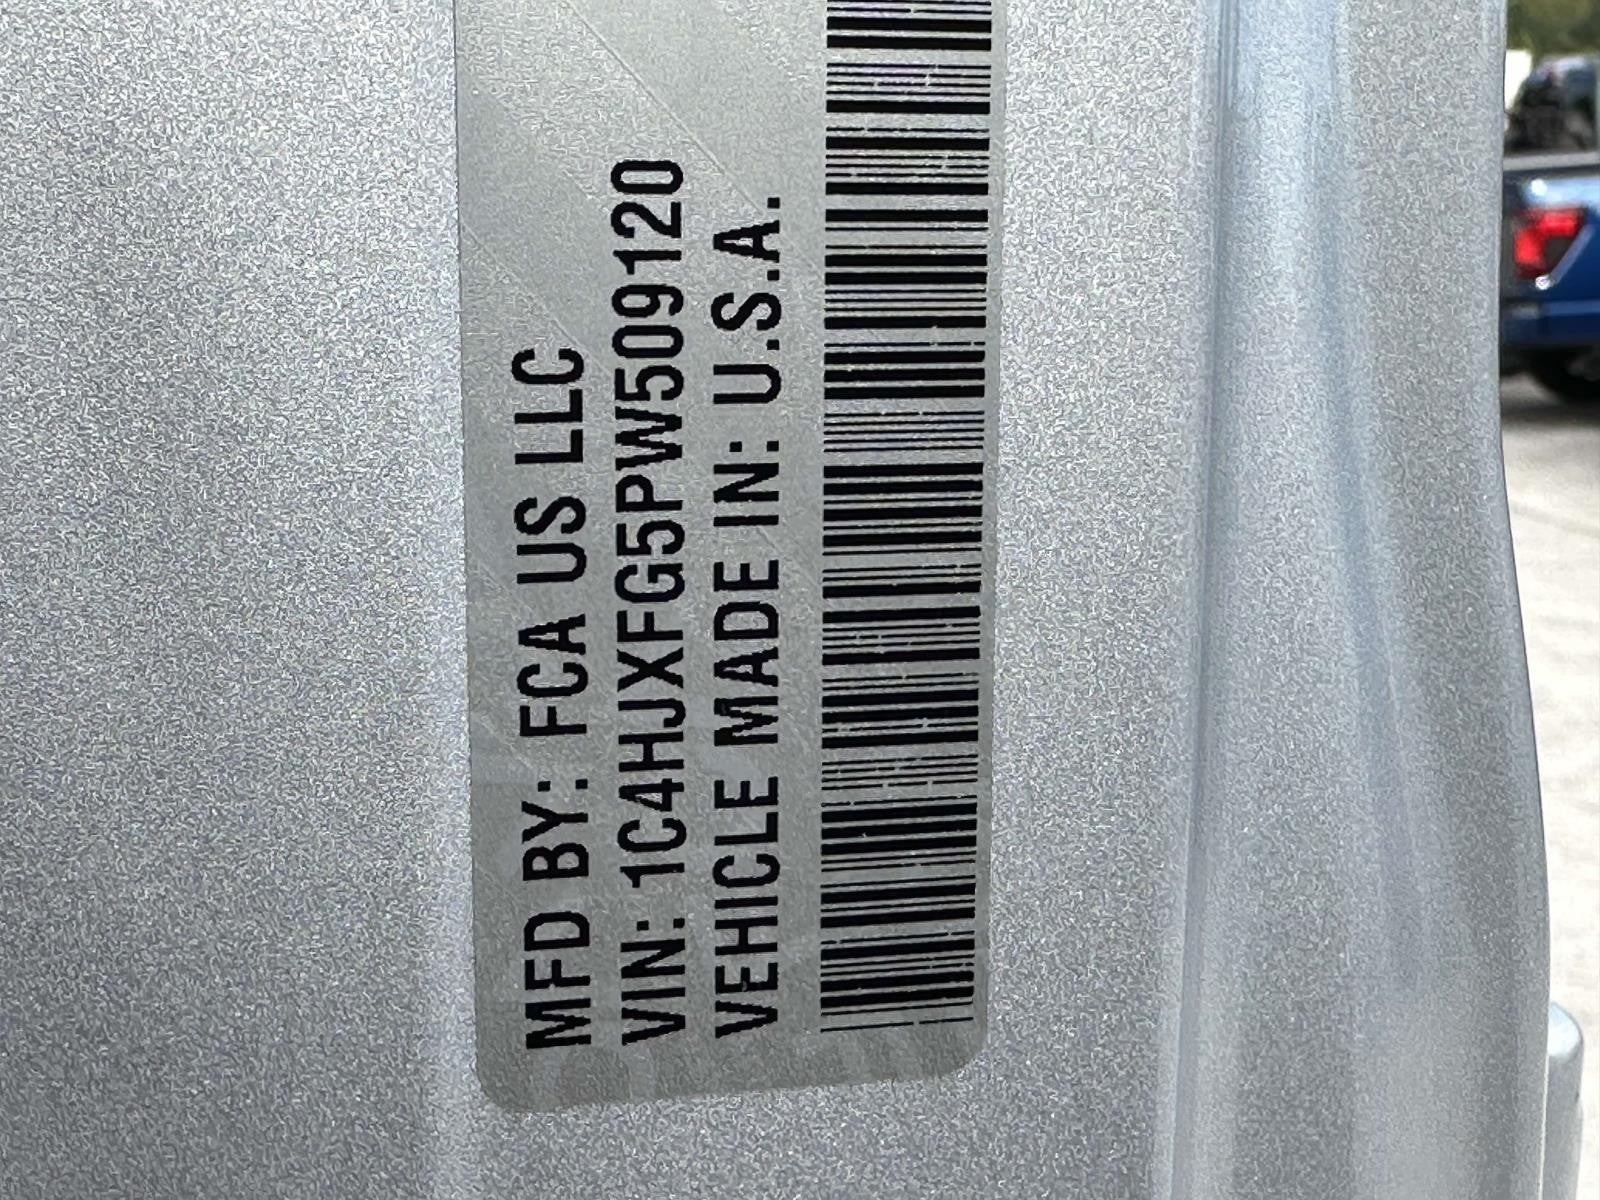 MFD BY: FCA US LLC
VIN: 1C4HJXFG5PW509120
VEHICLE MADE IN: U.S.A.